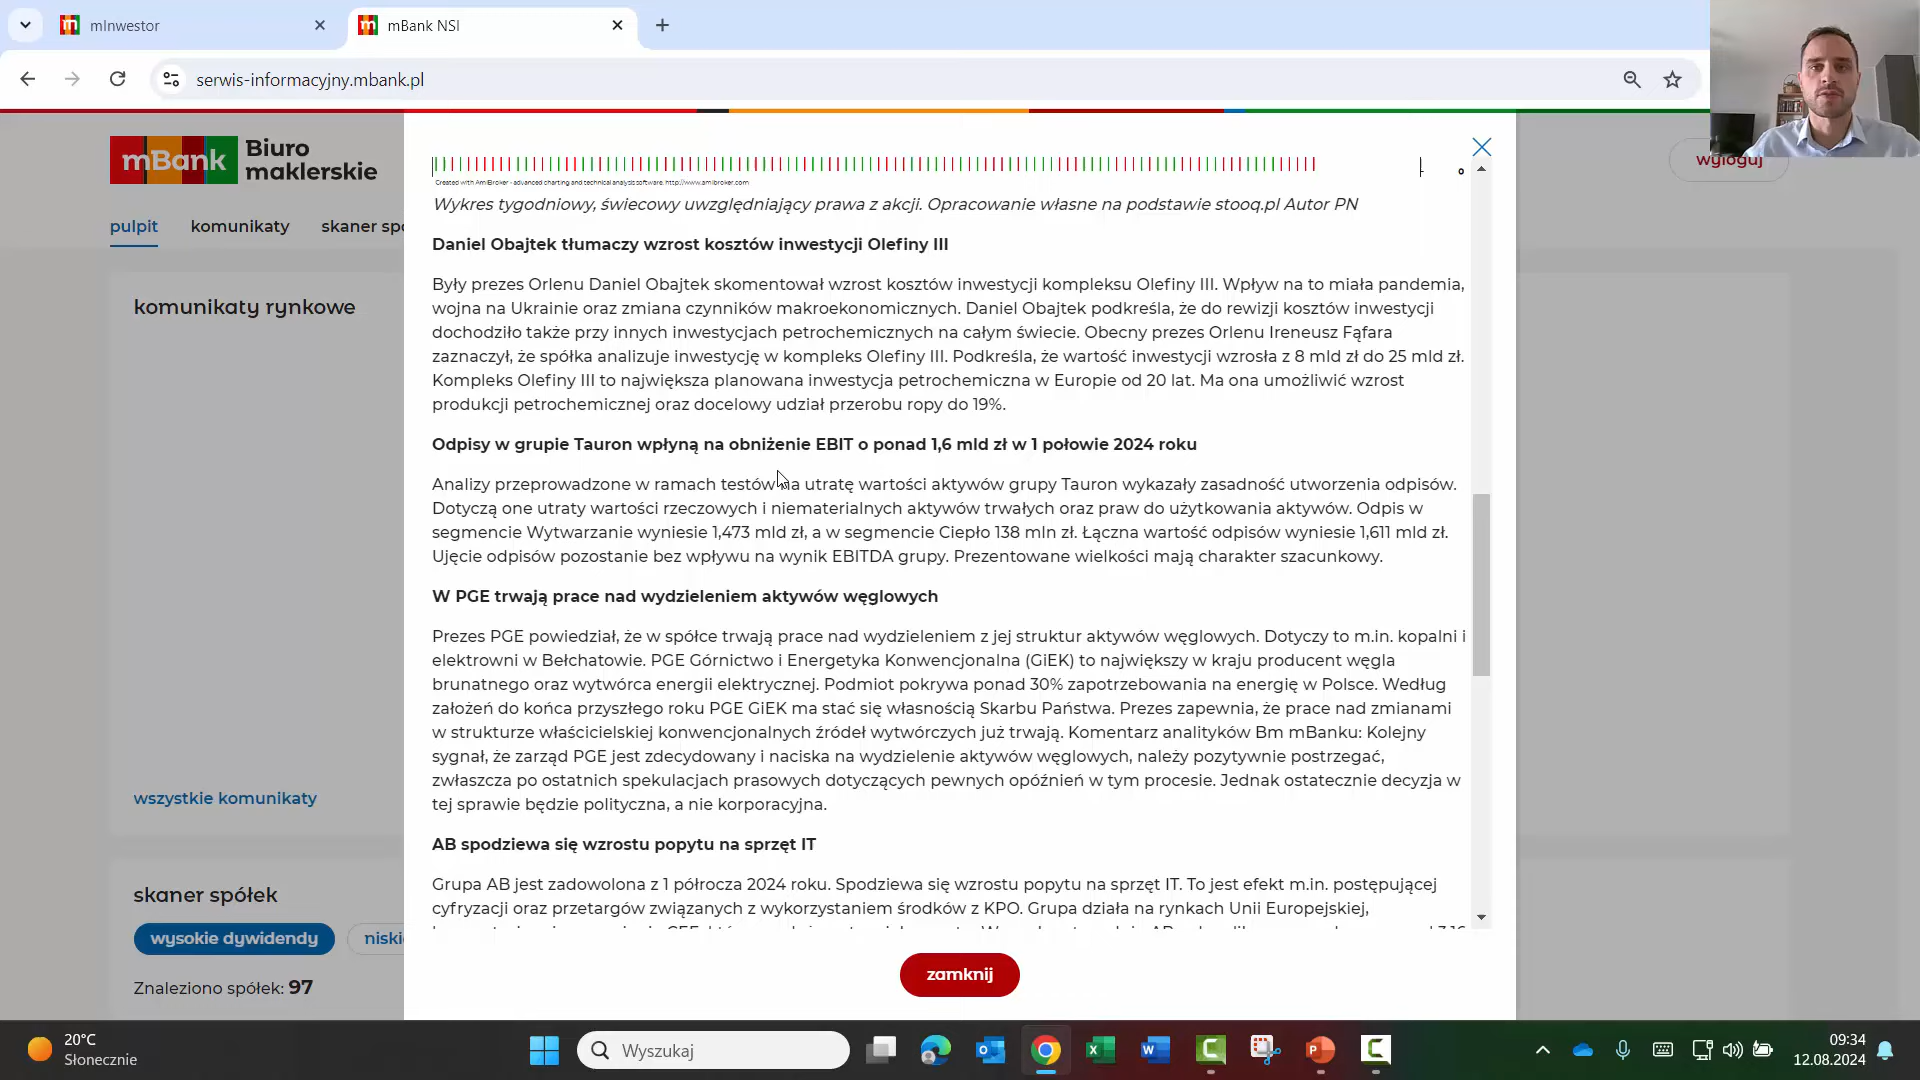 mInwestor
mBank NSI
serwis-informacyjny.mbank.pl
mBank Biuro maklerskie
wyloguj
pulpit komunikaty skaner spó
komunikaty rynkowe
wszystkie komunikaty
skaner spółek
wysokie dywidendy niski
Znaleziono spółek: 97
Created with AmiBroker - advanced charting and technical analysis software. http://www.amibroker.com
Wykres tygodniowy, świecowy uwzględniający prawa z akcji. Opracowanie własne na podstawie stooq.pl Autor PN
Daniel Obajtek tłumaczy wzrost kosztów inwestycji Olefiny III
Były prezes Orlenu Daniel Obajtek skomentował wzrost kosztów inwestycji kompleksu Olefiny III. Wpływ na to miała pandemia,
wojna na Ukrainie oraz zmiana czynników makroekonomicznych. Daniel Obajtek podkreśla, że do rewizji kosztów inwestycji
dochodziło także przy innych inwestycjach petrochemicznych na całym świecie. Obecny prezes Orlenu Ireneusz Fąfara
zaznaczył, że spółka analizuje inwestycję w kompleks Olefiny III. Podkreśla, że wartość inwestycji wzrosła z 8 mld zł do 25 mld zł.
Kompleks Olefiny III to największa planowana inwestycja petrochemiczna w Europie od 20 lat. Ma ona umożliwić wzrost
produkcji petrochemicznej oraz docelowy udział przerobu ropy do 19%.
Odpisy w grupie Tauron wpłyną na obniżenie EBIT o ponad 1,6 mld zł w 1 połowie 2024 roku
Analizy przeprowadzone w ramach testów na utratę wartości aktywów grupy Tauron wykazały zasadność utworzenia odpisów.
Dotyczą one utraty wartości rzeczowych i niematerialnych aktywów trwałych oraz praw do użytkowania aktywów. Odpis w
segmencie Wytwarzanie wyniesie 1,473 mld zł, a w segmencie Ciepło 138 mln zł. Łączna wartość odpisów wyniesie 1,611 mld zł.
Ujęcie odpisów pozostanie bez wpływu na wynik EBITDA grupy. Prezentowane wielkości mają charakter szacunkowy.
W PGE trwają prace nad wydzieleniem aktywów węglowych
Prezes PGE powiedział, że w spółce trwają prace nad wydzieleniem z jej struktur aktywów węglowych. Dotyczy to m.in. kopalni i
elektrowni w Bełchatowie. PGE Górnictwo i Energetyka Konwencjonalna (GiEK) to największy w kraju producent węgla
brunatnego oraz wytwórca energii elektrycznej. Podmiot pokrywa ponad 30% zapotrzebowania na energię w Polsce. Według
założeń do końca przyszłego roku PGE GiEK ma stać się własnością Skarbu Państwa. Prezes zapewnia, że prace nad zmianami
w strukturze właścicielskiej konwencjonalnych źródeł wytwórczych już trwają. Komentarz analityków Bm mBanku: Kolejny
sygnał, że zarząd PGE jest zdecydowany i naciska na wydzielenie aktywów węglowych, należy pozytywnie postrzegać,
zwłaszcza po ostatnich spekulacjach prasowych dotyczących pewnych opóźnień w tym procesie. Jednak ostatecznie decyzja w
tej sprawie będzie polityczna, a nie korporacyjna.
AB spodziewa się wzrostu popytu na sprzęt IT
Grupa AB jest zadowolona z 1 półrocza 2024 roku. Spodziewa się wzrostu popytu na sprzęt IT. To jest efekt m.in. postępującej
cyfryzacji oraz przetargów związanych z wykorzystaniem środków z KPO. Grupa działa na rynkach Unii Europejskiej,
zamknij
20°C
Słonecznie
Wyszukaj
09:34
12.08.2024